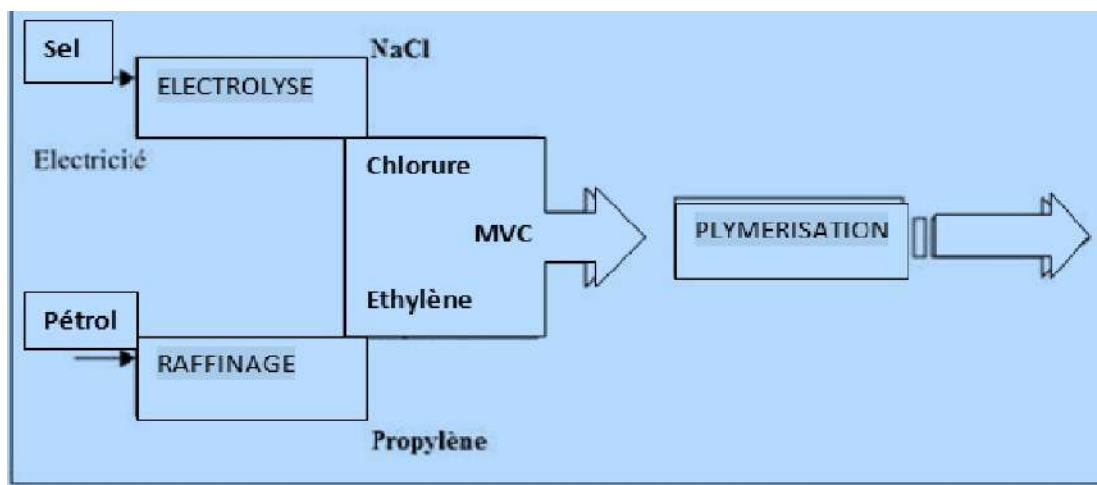 Sel
NaCl
ELECTROLYSE
Electricité
Chlorure
MVC
PLYMERISATION
Ethylène
Pétrol
RAFFINAGE
Propylène